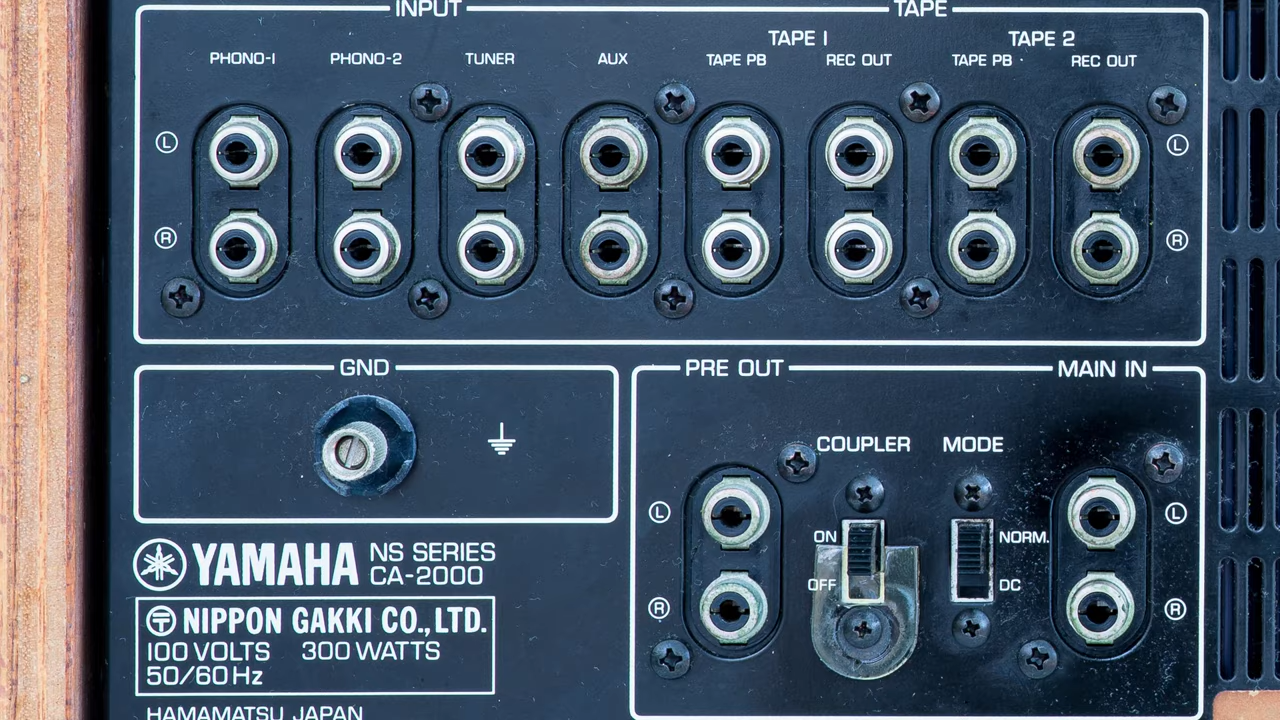 INPUT TAPE
TAPE 1 TAPE 2
PHONO-1 PHONO-2 TUNER AUX TAPE PB REC OUT TAPE PB REC OUT
L L
R R
GND
PRE OUT MAIN IN
COUPLER MODE
L L
ON NORM.
OFF DC
R R
YAMAHA NS SERIES
CA-2000
NIPPON GAKKI CO., LTD.
100 VOLTS 300 WATTS
50/60 Hz
HAMAMATSU JAPAN